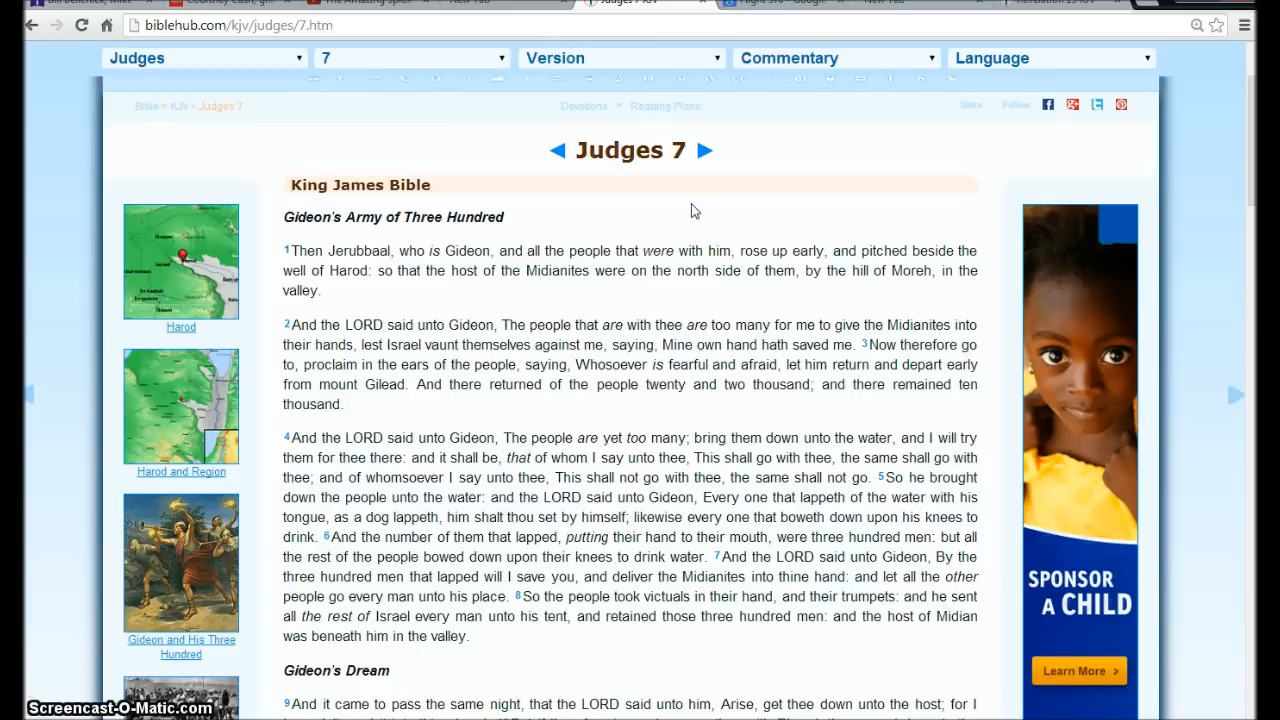 biblehub.com/kjv/judges/7.htm
Judges 7 Version Commentary Language
Bible > KJV > Judges 7 Devotions Reading Plans Store Follow:
Judges 7
King James Bible
Gideon's Army of Three Hundred
1Then Jerubbaal, who is Gideon, and all the people that were with him, rose up early, and pitched beside the
well of Harod: so that the host of the Midianites were on the north side of them, by the hill of Moreh, in the
valley.
2And the LORD said unto Gideon, The people that are with thee are too many for me to give the Midianites into
their hands, lest Israel vaunt themselves against me, saying, Mine own hand hath saved me. 3Now therefore go
to, proclaim in the ears of the people, saying, Whosoever is fearful and afraid, let him return and depart early
from mount Gilead. And there returned of the people twenty and two thousand; and there remained ten
thousand.
4And the LORD said unto Gideon, The people are yet too many; bring them down unto the water, and I will try
them for thee there: and it shall be, that of whom I say unto thee, This shall go with thee, the same shall go with
thee; and of whomsoever I say unto thee, This shall not go with thee, the same shall not go. 5So he brought
down the people unto the water: and the LORD said unto Gideon, Every one that lappeth of the water with his
tongue, as a dog lappeth, him shalt thou set by himself; likewise every one that boweth down upon his knees to
drink. 6And the number of them that lapped, putting their hand to their mouth, were three hundred men: but all
the rest of the people bowed down upon their knees to drink water. 7And the LORD said unto Gideon, By the
three hundred men that lapped will I save you, and deliver the Midianites into thine hand: and let all the other
people go every man unto his place. 8So the people took victuals in their hand, and their trumpets: and he sent
all the rest of Israel every man unto his tent, and retained those three hundred men: and the host of Midian
was beneath him in the valley.
Gideon's Dream
9And it came to pass the same night, that the LORD said unto him, Arise, get thee down unto the host; for I
Harod
Harod and Region
Gideon and His Three
Hundred
SPONSOR
A CHILD
Learn More >
Screencast-O-Matic.com